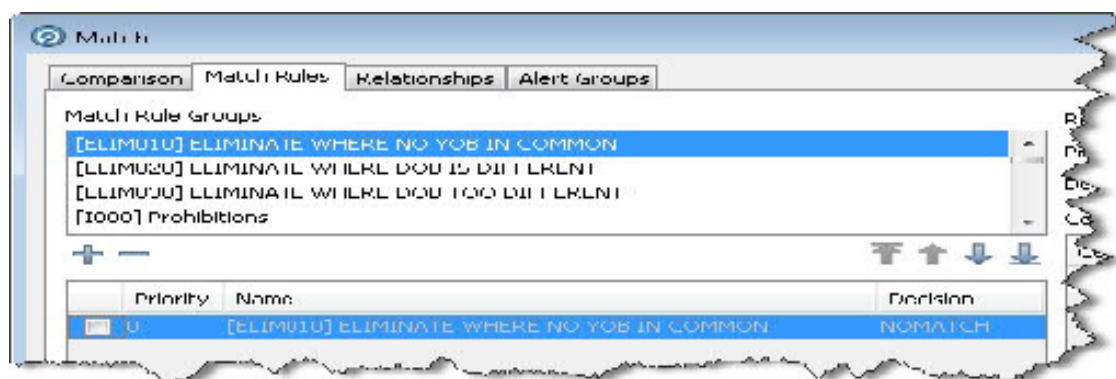 Match
Comparison Match Rules Relationships Alert Groups
Match Rule Groups
[ELIM010] ELIMINATE WHERE NO YOB IN COMMON
[ELIM020] ELIMINATE WHERE DOB IS DIFFERENT
[ELIM030] ELIMINATE WHERE DOB TOO DIFFERENT
[I000] Prohibitions
Priority Name Decision
0 [ELIM010] ELIMINATE WHERE NO YOB IN COMMON NOMATCH